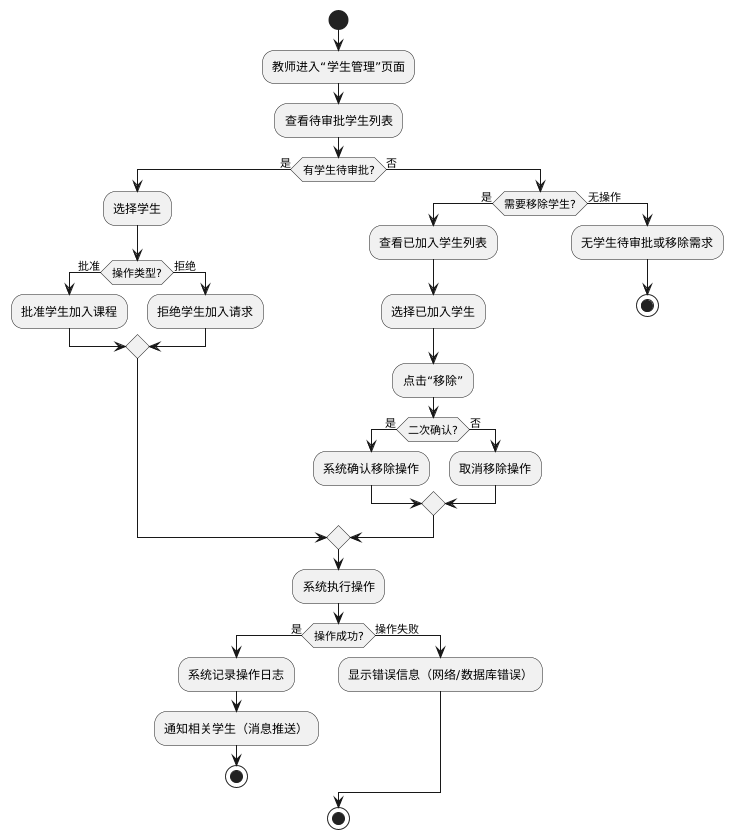 教师进入“学生管理”页面
查看待审批学生列表
是
有学生待审批?
否
选择学生
操作类型?
批准
拒绝
批准学生加入课程
拒绝学生加入请求
是
需要移除学生?
无操作
查看已加入学生列表
无学生待审批或移除需求
选择已加入学生
点击“移除”
是
二次确认?
否
系统确认移除操作
取消移除操作
系统执行操作
是
操作成功?
操作失败
系统记录操作日志
显示错误信息（网络/数据库错误）
通知相关学生（消息推送）